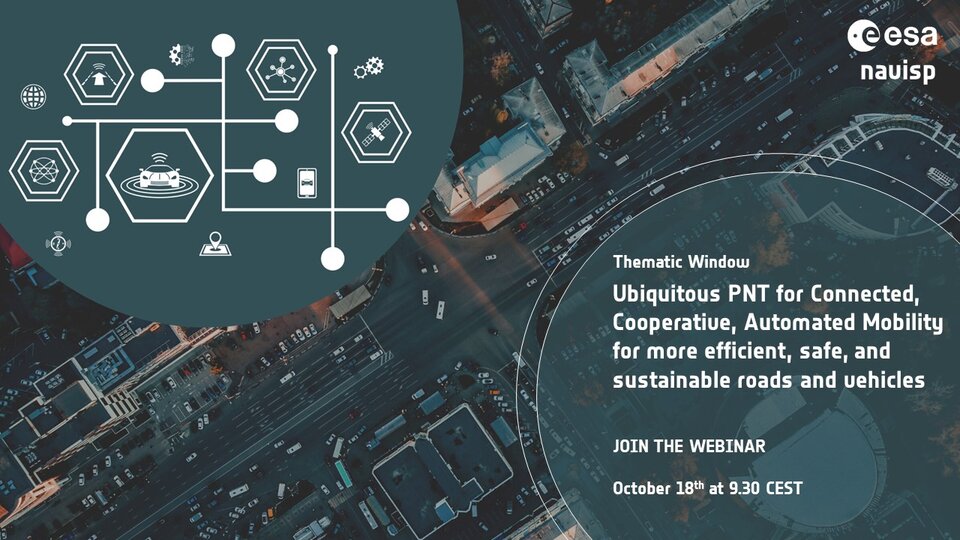 esa
navisp
Thematic Window
Ubiquitous PNT for Connected,
Cooperative, Automated Mobility
for more efficient, safe, and
sustainable roads and vehicles
JOIN THE WEBINAR
October 18th at 9.30 CEST